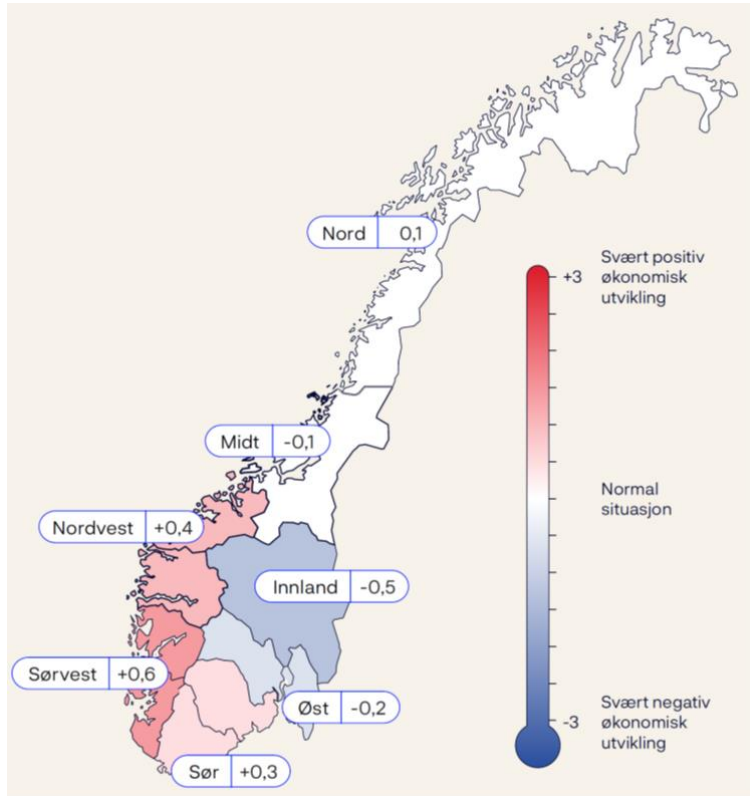 Nord 0,1
Svært positiv
+3 økonomisk
utvikling
Midt -0,1
Normal
situasjon
Nordvest +0,4
Innland -0,5
Sørvest +0,6
Øst -0,2
Svært negativ
-3 økonomisk
utvikling
Sør +0,3